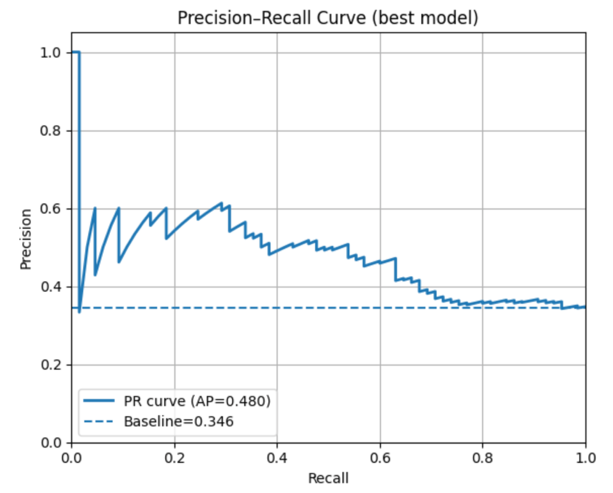 Precision–Recall Curve (best model)
1.0
0.8
0.6
0.4
0.2
0.0
Precision
PR curve (AP=0.480)
Baseline=0.346
0.0 0.2 0.4 0.6 0.8 1.0
Recall